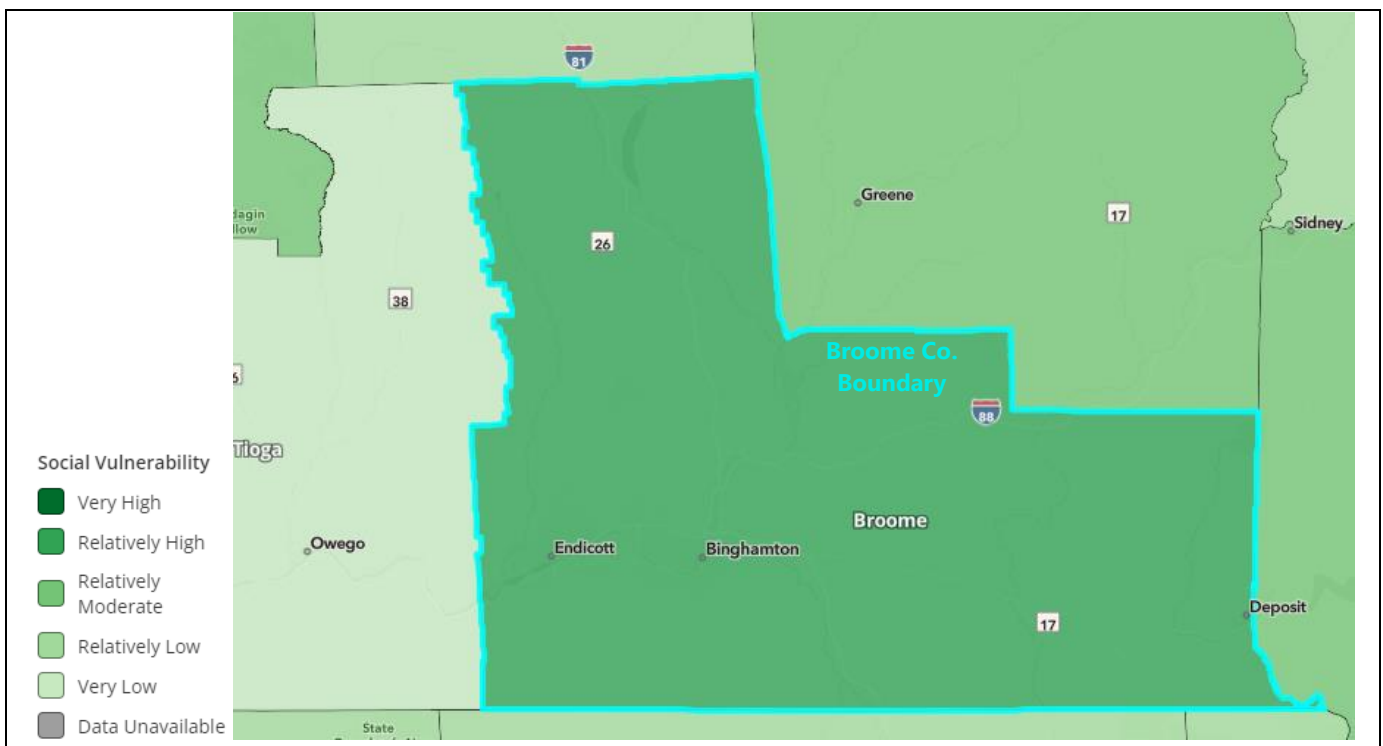 81
Greene
17
Sidney
26
38
Broome Co.
Boundary
88
Tioga
Social Vulnerability
Very High
Relatively High
Relatively
Moderate
Relatively Low
Very Low
Data Unavailable
Broome
Owego
Endicott
Binghamton
Deposit
17
State